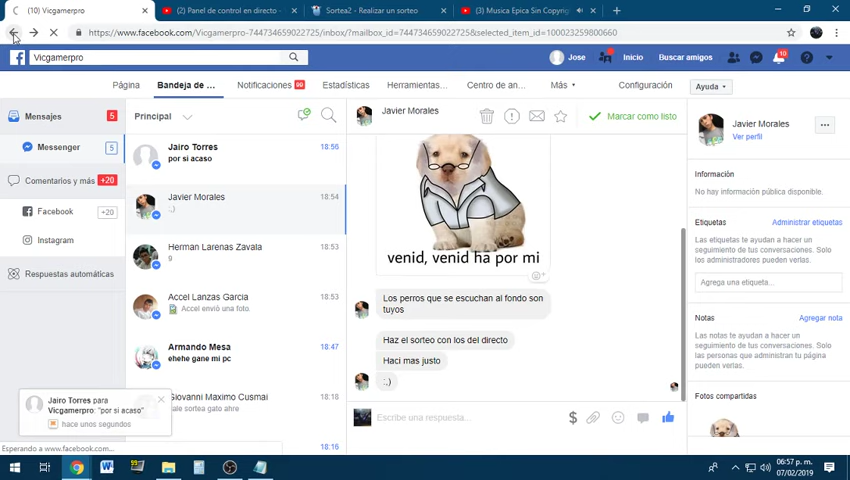 (10) Vicgamerpro
(2) Panel de control en directo -
Sortea2 - Realizar un sorteo
(3) Musica Epica Sin Copyrig
https://www.facebook.com/Vicgamerpro-744734659022725/inbox/?mailbox_id=744734659022725&selected_item_id=100023259800660
Vicgamerpro
Jose
Inicio
Buscar amigos
10
Página
Bandeja de ...
Notificaciones 99
Estadísticas
Herramientas...
Centro de an...
Más
Configuración
Ayuda
Mensajes
5
Messenger
5
Comentarios y más
+20
Facebook
+20
Instagram
Respuestas automáticas
Principal
Jairo Torres
18:56
por si acaso
Javier Morales
18:54
:,)
Herman Larenas Zavala
18:53
9
Accel Lanzas Garcia
18:53
Accel envió una foto.
Armando Mesa
18:47
ehehe gane mi pc
Giovanni Maximo Cusmai
vale sortea gato ahre
18:16
Javier Morales
Marcar como listo
venid, venid ha por mi
Los perros que se escuchan al fondo son
tuyos
Haz el sorteo con los del directo
Haci mas justo
:,)
Escribe una respuesta...
Javier Morales
Ver perfil
Información
No hay información pública disponible.
Etiquetas
Administrar etiquetas
Las etiquetas te ayudan a hacer un
seguimiento de tus conversaciones. Solo
los administradores pueden verlas.
Agrega una etiqueta...
Notas
Agregar nota
Las notas te ayudan a hacer un
seguimiento de tus conversaciones. Solo
las personas que administran tu página
pueden verlas.
Fotos compartidas
Jairo Torres para
Vicgamerpro: "por si acaso"
hace unos segundos
Esperando a www.facebook.com...
06:57 p. m.
07/02/2019